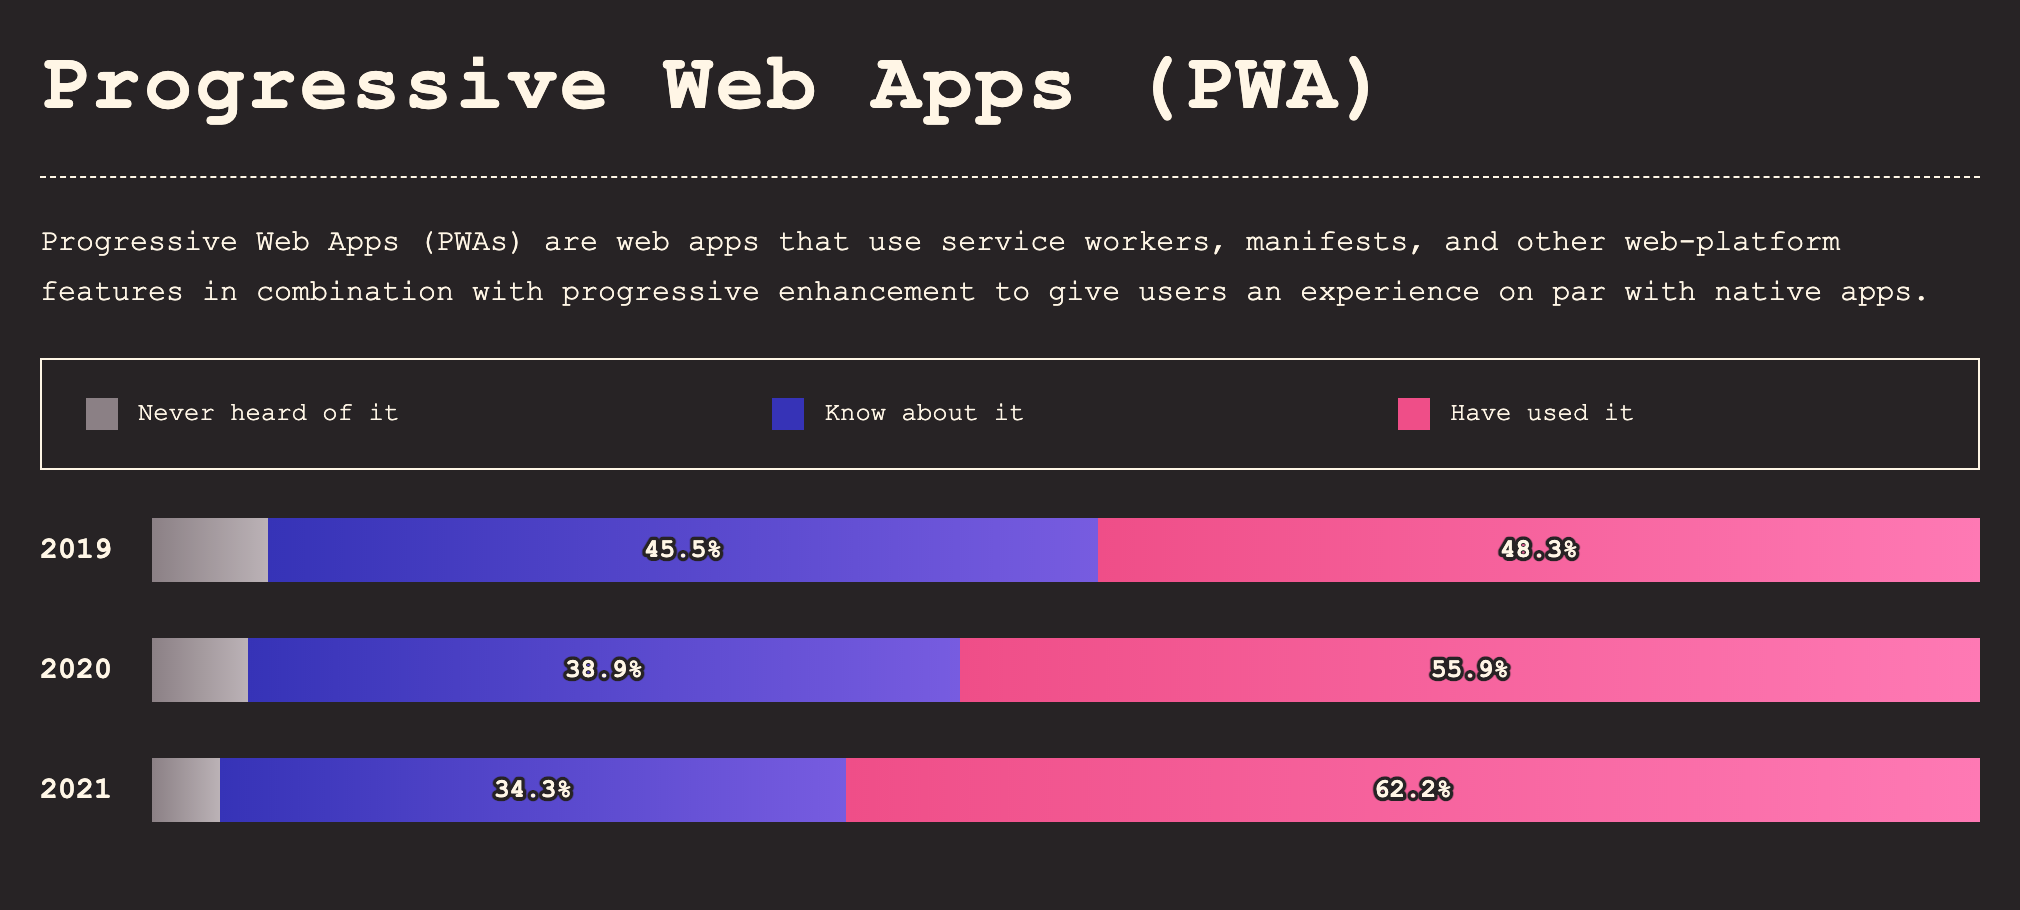 Progressive Web Apps (PWA)
Progressive Web Apps (PWAs) are web apps that use service workers, manifests, and other web-platform
features in combination with progressive enhancement to give users an experience on par with native apps.
Never heard of it Know about it Have used it
2019 45.5% 48.3%
2020 38.9% 55.9%
2021 34.3% 62.2%